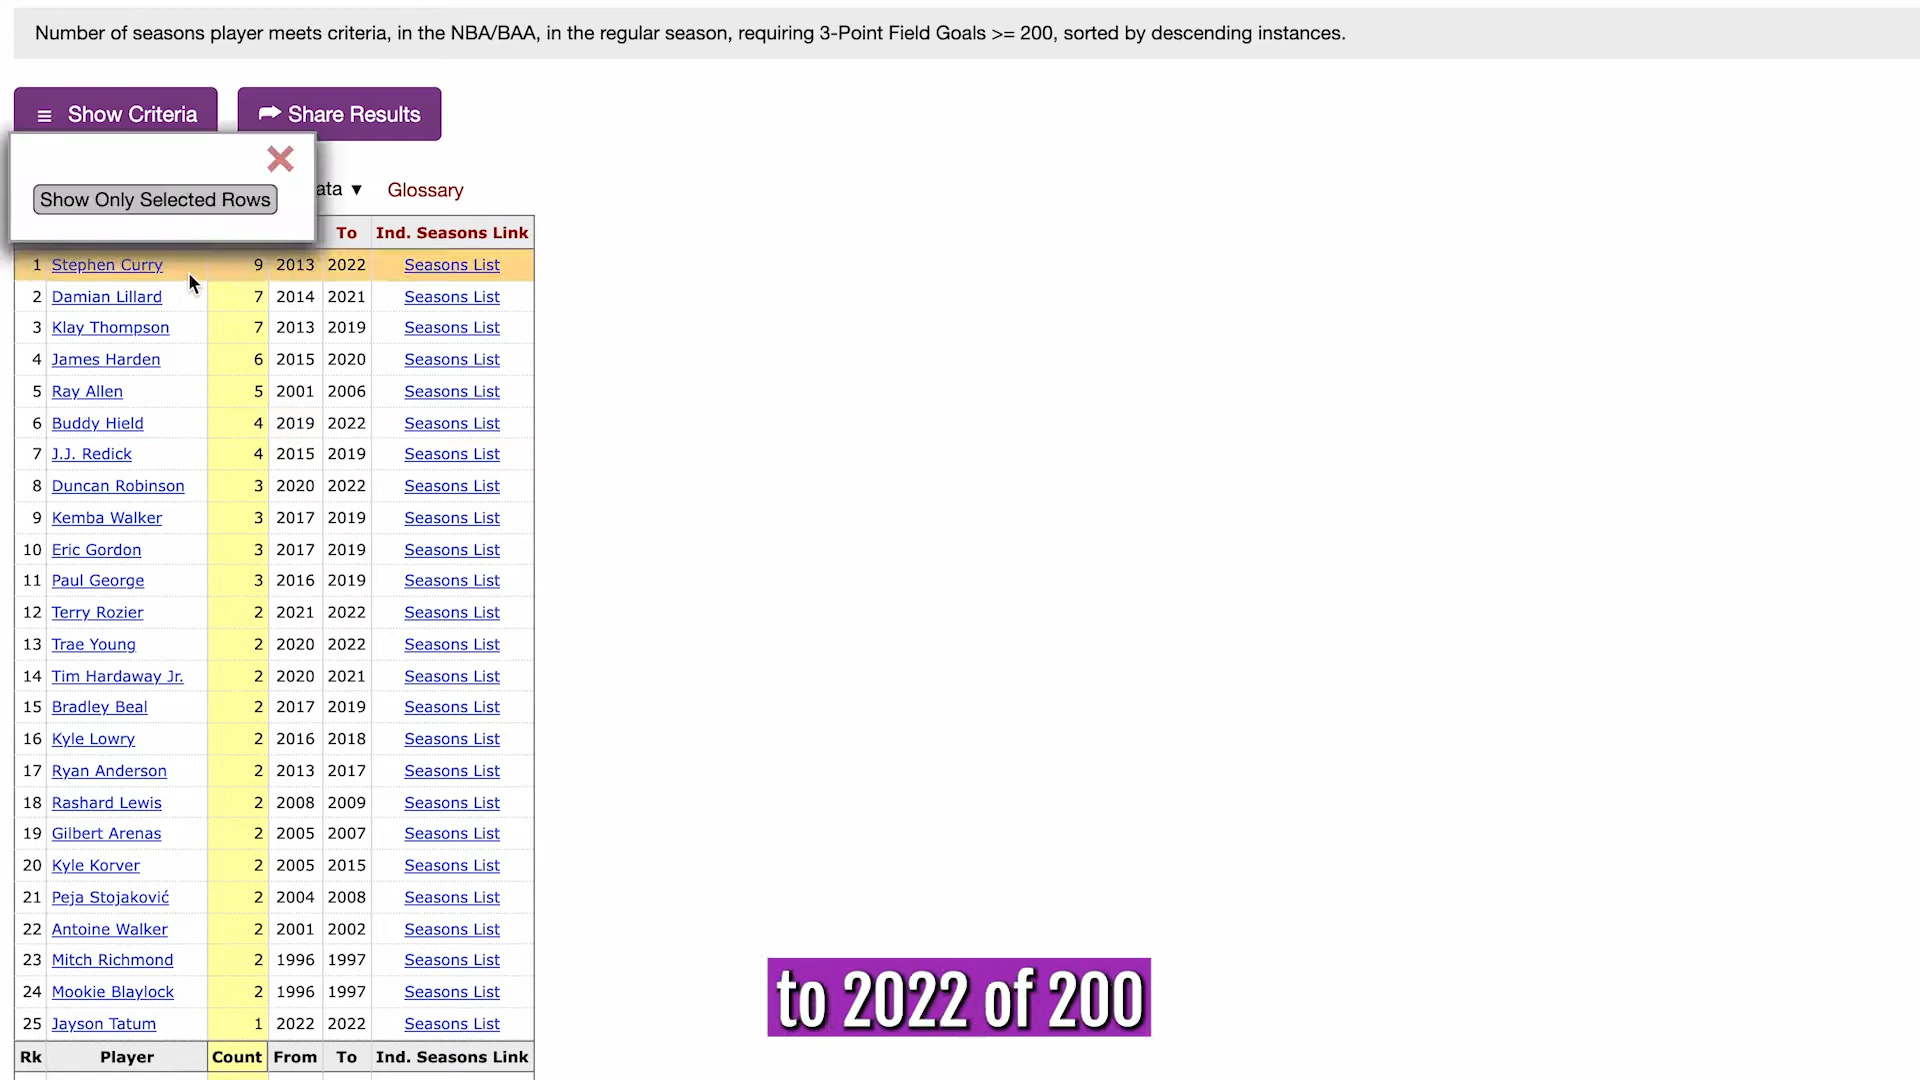 Number of seasons player meets criteria, in the NBA/BAA, in the regular season, requiring 3-Point Field Goals >= 200, sorted by descending instances.
≡ Show Criteria Share Results
Show Only Selected Rows ata ▼ Glossary
To Ind. Seasons Link
1 Stephen Curry 9 2013 2022 Seasons List
2 Damian Lillard 7 2014 2021 Seasons List
3 Klay Thompson 7 2013 2019 Seasons List
4 James Harden 6 2015 2020 Seasons List
5 Ray Allen 5 2001 2006 Seasons List
6 Buddy Hield 4 2019 2022 Seasons List
7 J.J. Redick 4 2015 2019 Seasons List
8 Duncan Robinson 3 2020 2022 Seasons List
9 Kemba Walker 3 2017 2019 Seasons List
10 Eric Gordon 3 2017 2019 Seasons List
11 Paul George 3 2016 2019 Seasons List
12 Terry Rozier 2 2021 2022 Seasons List
13 Trae Young 2 2020 2022 Seasons List
14 Tim Hardaway Jr. 2 2020 2021 Seasons List
15 Bradley Beal 2 2017 2019 Seasons List
16 Kyle Lowry 2 2016 2018 Seasons List
17 Ryan Anderson 2 2013 2017 Seasons List
18 Rashard Lewis 2 2008 2009 Seasons List
19 Gilbert Arenas 2 2005 2007 Seasons List
20 Kyle Korver 2 2005 2015 Seasons List
21 Peja Stojaković 2 2004 2008 Seasons List
22 Antoine Walker 2 2001 2002 Seasons List
23 Mitch Richmond 2 1996 1997 Seasons List
24 Mookie Blaylock 2 1996 1997 Seasons List
25 Jayson Tatum 1 2022 2022 Seasons List
Rk Player Count From To Ind. Seasons Link
to 2022 of 200